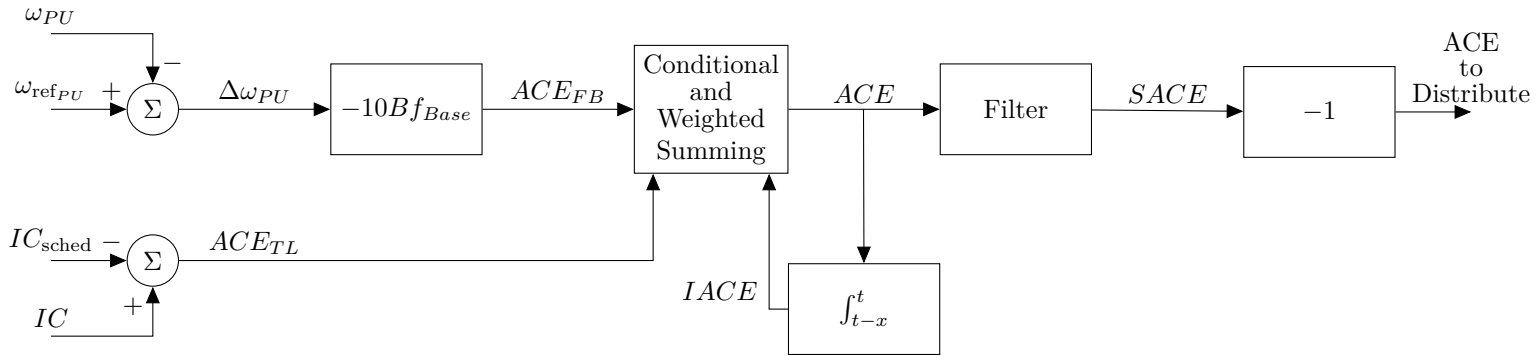 ω_PU
−
ω_ref_PU +
Σ
Δω_PU
−10Bf_Base
ACE_FB
Conditional
and
Weighted
Summing
ACE
Filter
SACE
−1
ACE
to
Distribute
IC_sched −
Σ
ACE_TL
+
IC
IACE
∫_{t−x}^{t}